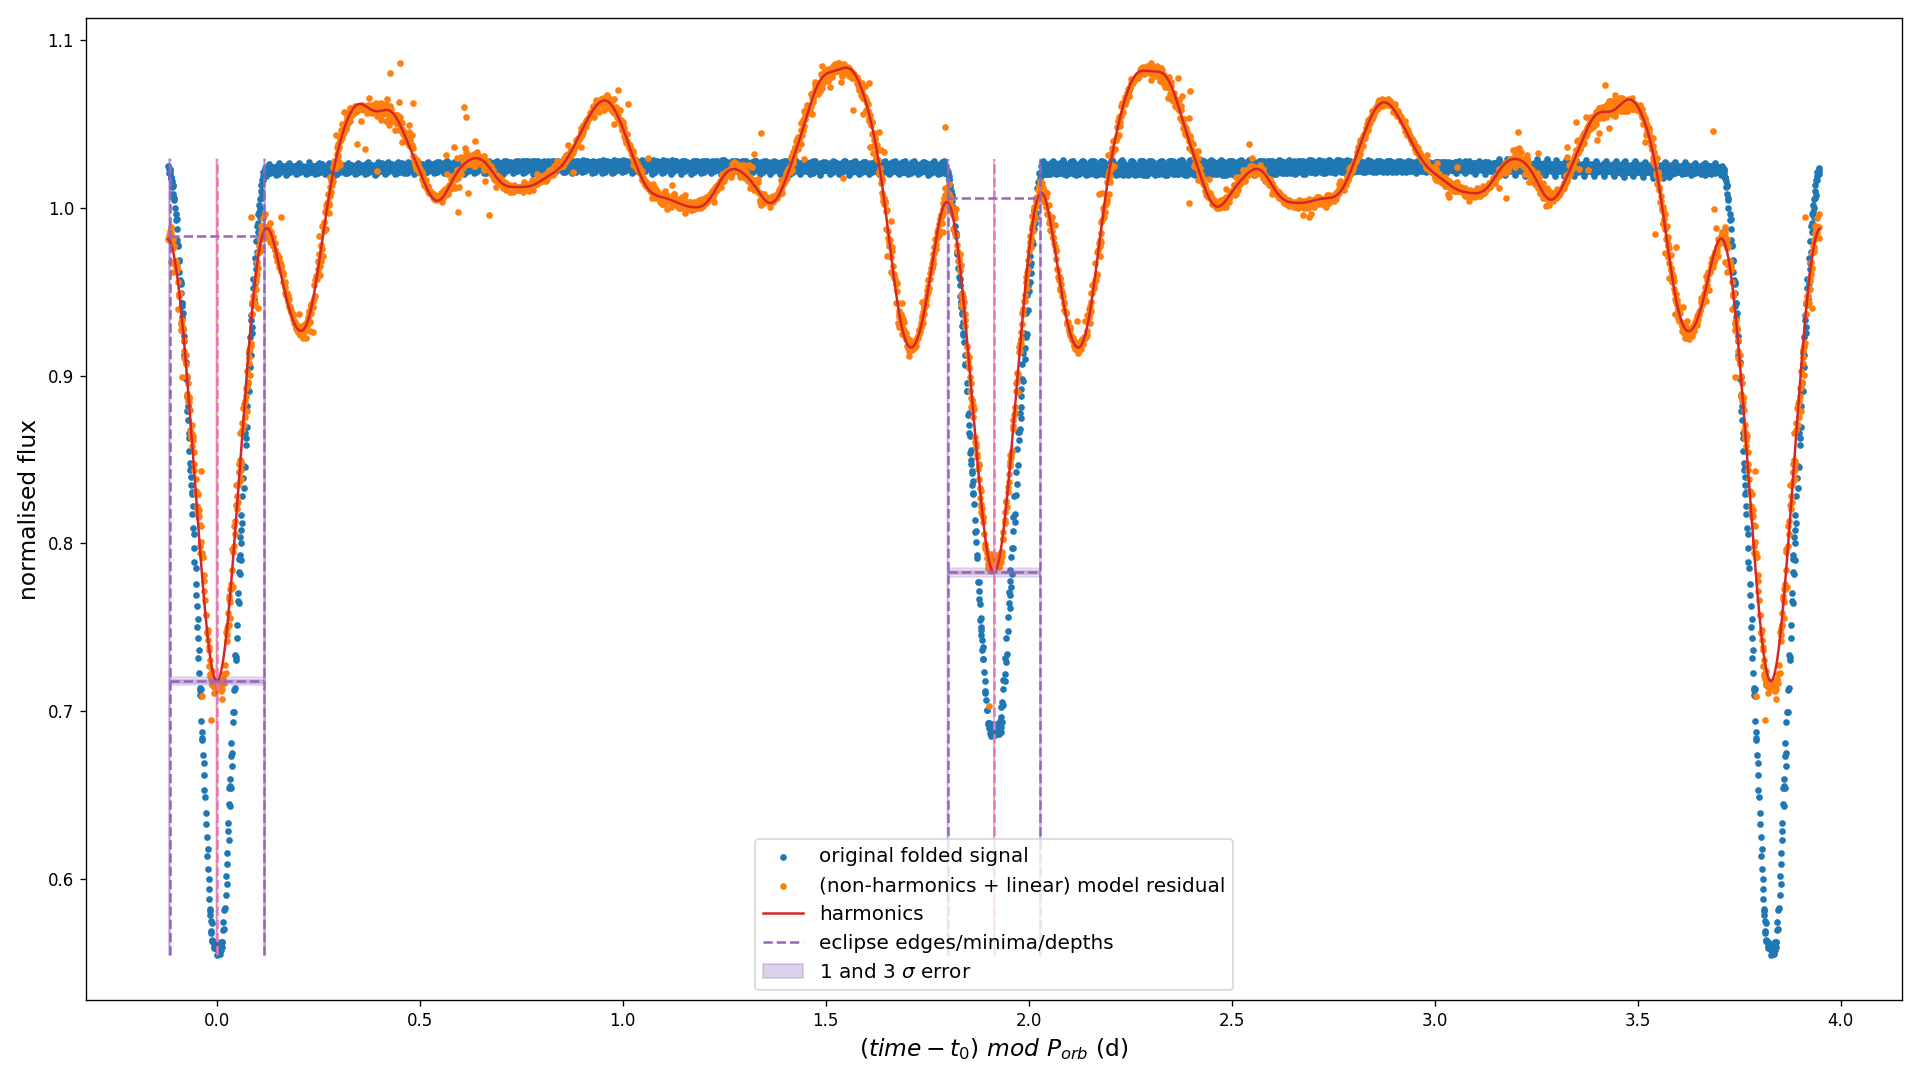 1.1
1.0
0.9
0.8
0.7
0.6
normalised flux
original folded signal
(non-harmonics + linear) model residual
harmonics
eclipse edges/minima/depths
1 and 3 σ error
0.0 0.5 1.0 1.5 2.0 2.5 3.0 3.5 4.0
(time − t₀) mod Pₒᵣb (d)